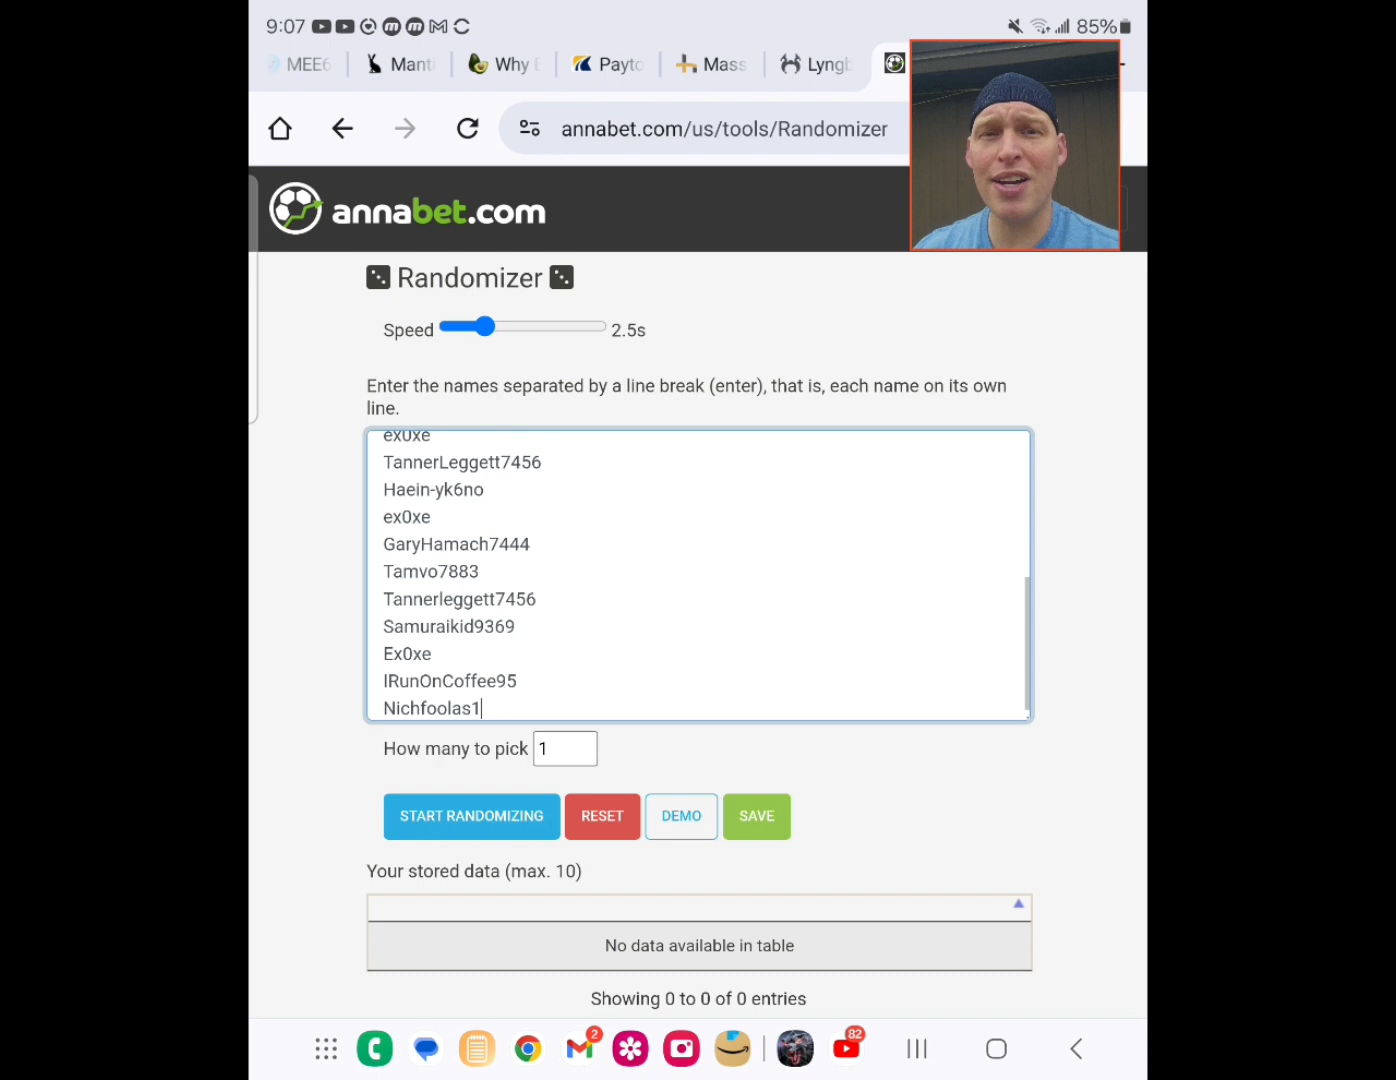 9:07
85%
MEE6
Manti
Why E
Payto
Mass
Lyngb
annabet.com/us/tools/Randomizer
annabet.com
Randomizer
Speed 2.5s
Enter the names separated by a line break (enter), that is, each name on its own
line.
ex0xe
TannerLeggett7456
Haein-yk6no
ex0xe
GaryHamach7444
Tamvo7883
Tannerleggett7456
Samuraikid9369
Ex0xe
IRunOnCoffee95
Nichfoolas1
How many to pick 1
START RANDOMIZING RESET DEMO SAVE
Your stored data (max. 10)
No data available in table
Showing 0 to 0 of 0 entries
2
82